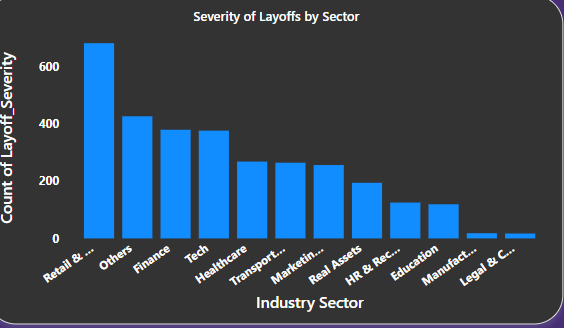 Severity of Layoffs by Sector
Count of Layoff_Severity
600
400
200
0
Retail & ...
Others
Finance
Tech
Healthcare
Transport...
Marketin...
Real Assets
HR & Rec...
Education
Manufact...
Legal & C...
Industry Sector